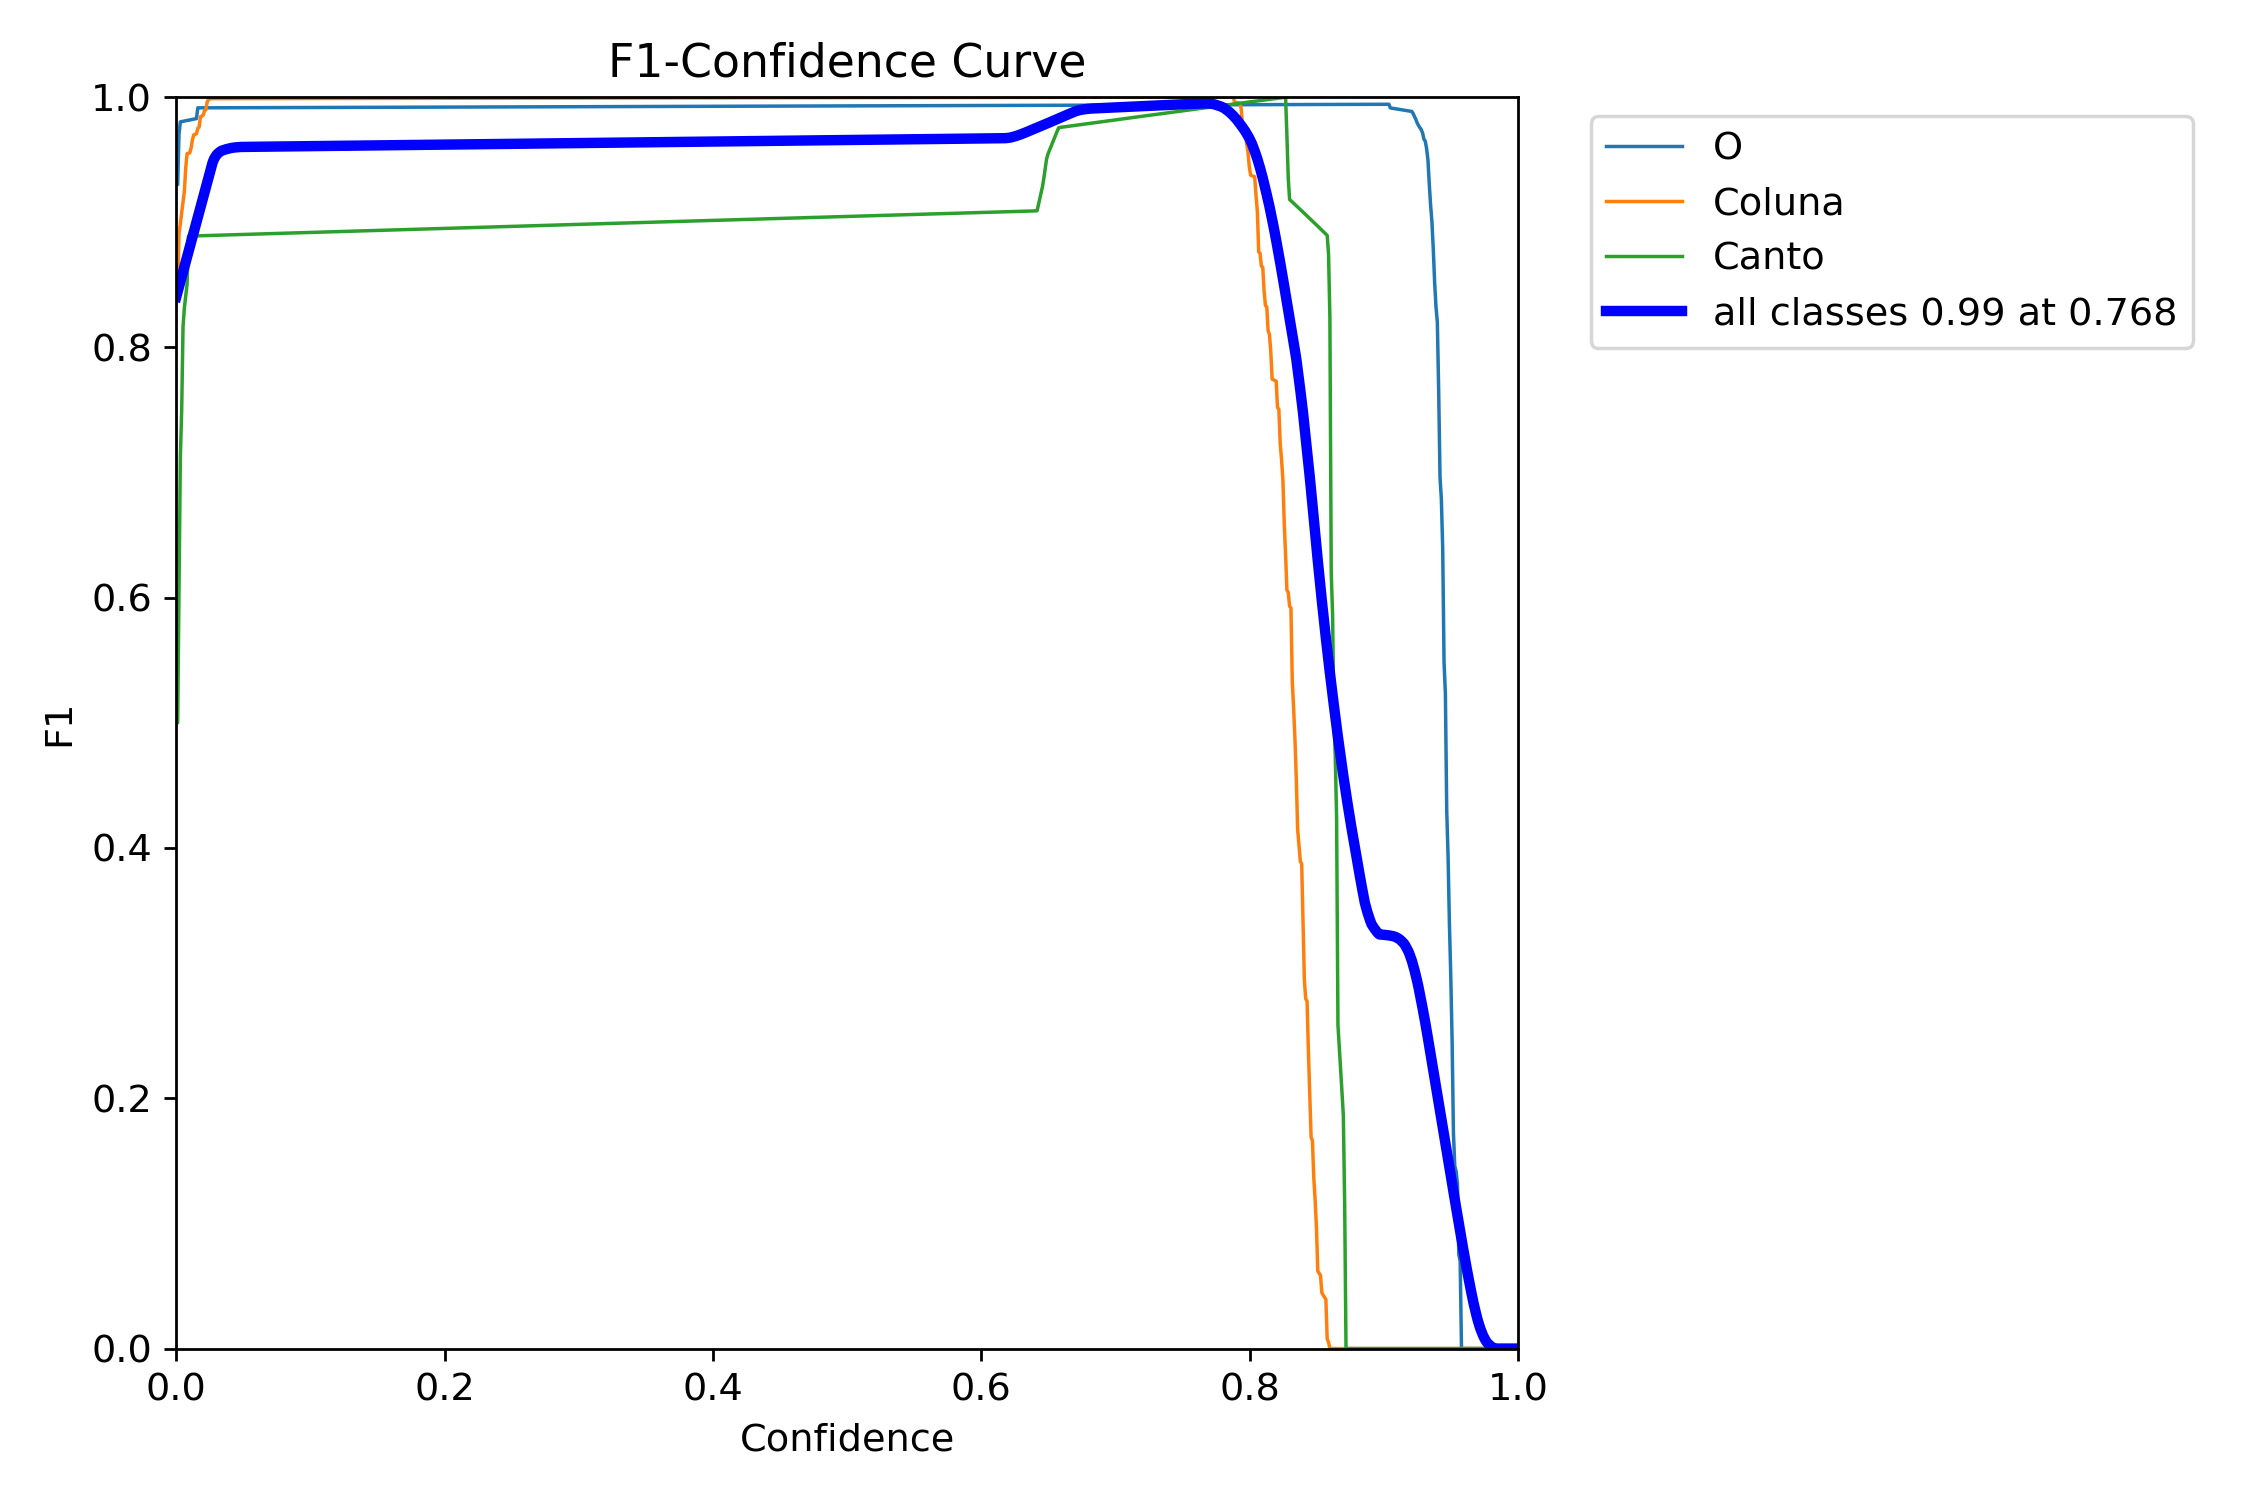 F1-Confidence Curve
1.0
0.8
0.6
0.4
0.2
0.0
F1
0.0 0.2 0.4 0.6 0.8 1.0
Confidence
O
Coluna
Canto
all classes 0.99 at 0.768